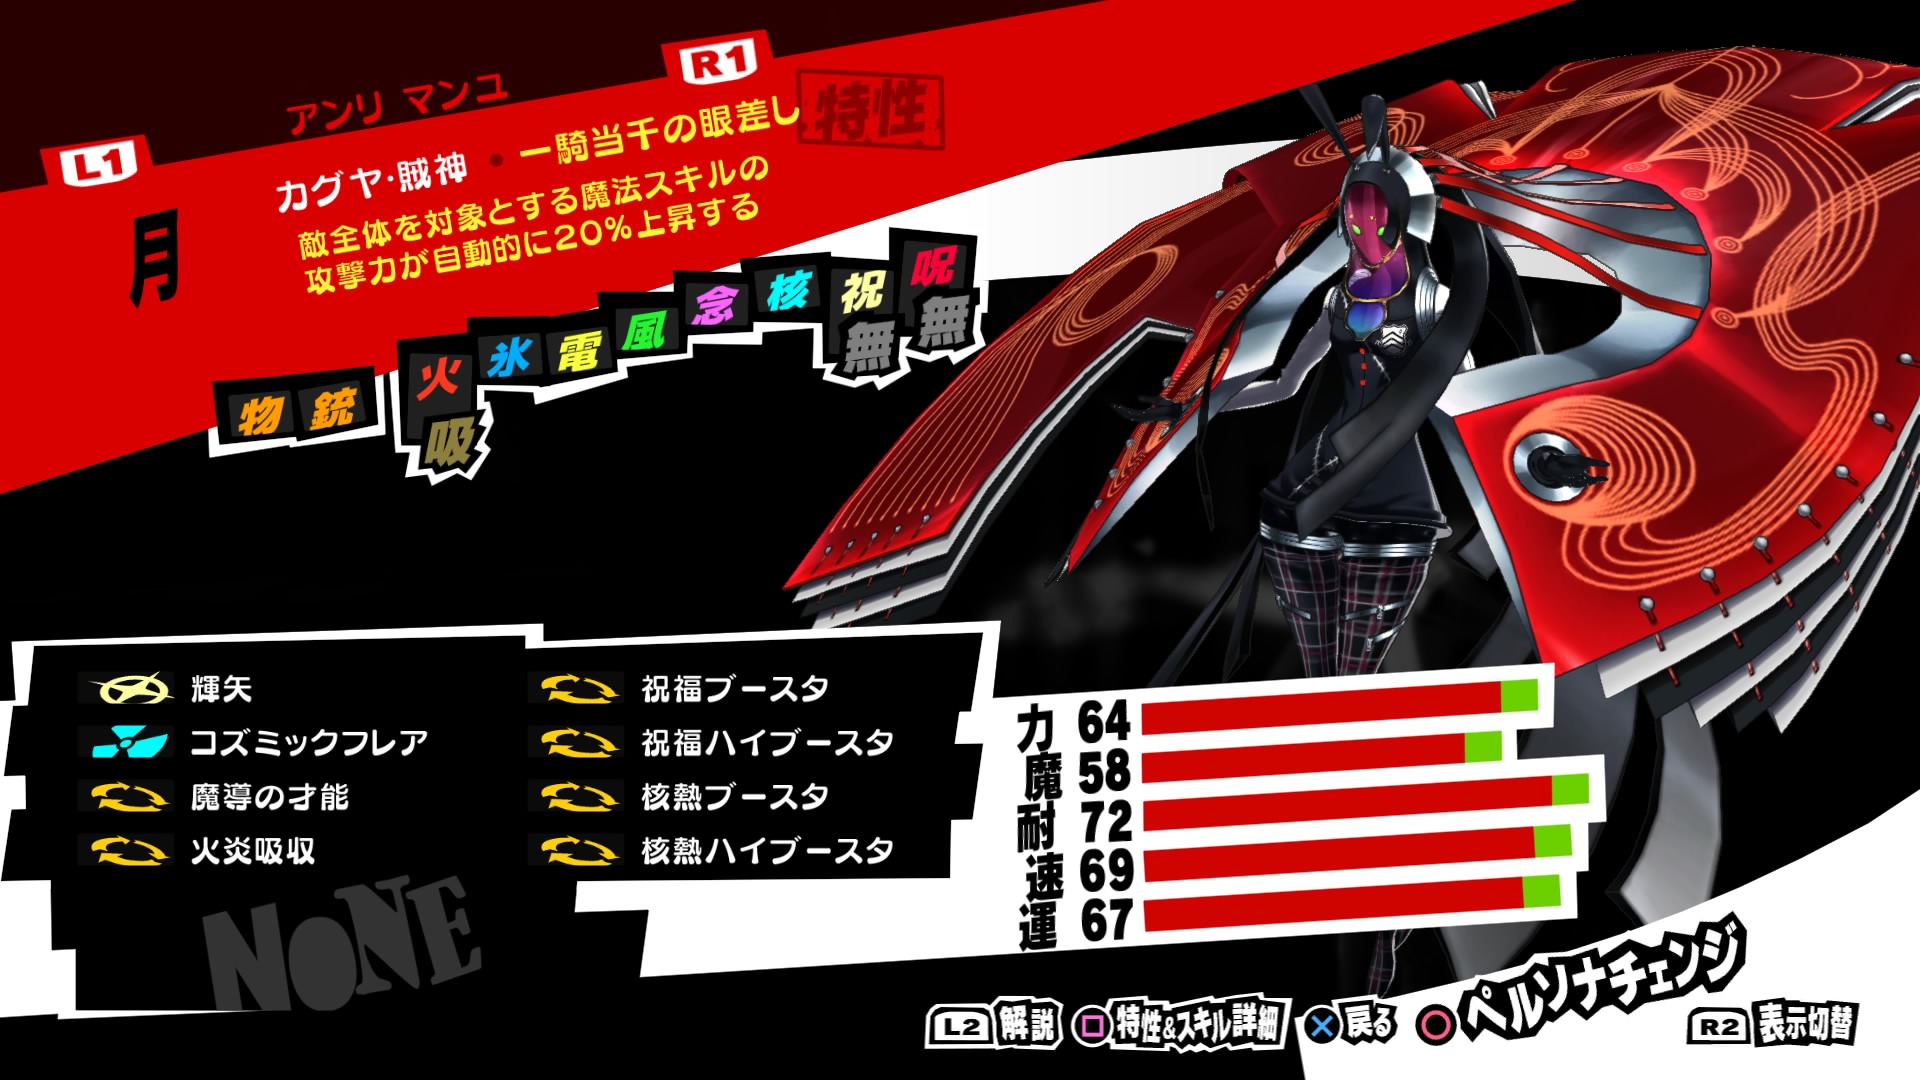 アンリ マンユ
R1
L1
特性
カグヤ・賊神 ・一騎当千の眼差し
敵全体を対象とする魔法スキルの
攻撃力が自動的に20%上昇する
月
物 銃 火 氷 電 風 念 核 祝 呪
吸 無 無
輝矢 祝福ブースタ
コズミックフレア 祝福ハイブースタ
魔導の才能 核熱ブースタ
火炎吸収 核熱ハイブースタ
NONE
力 64
魔 58
耐 72
速 69
運 67
L2 解説 特性&スキル詳細 戻る ペルソナチェンジ R2 表示切替